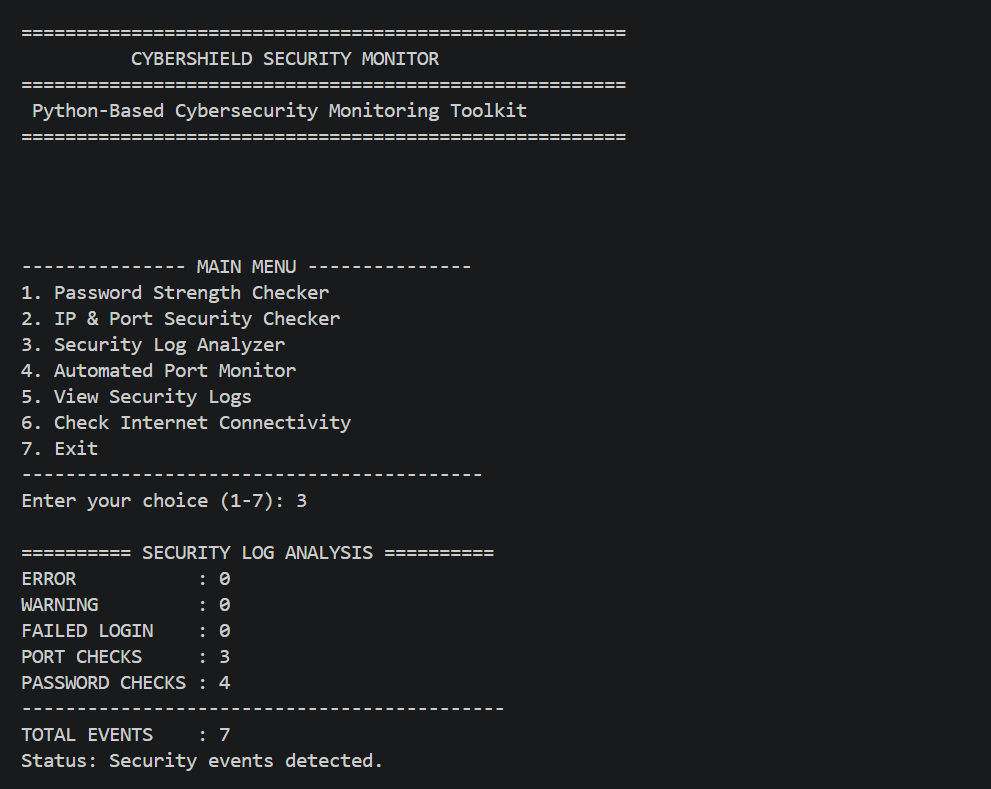 =======================================================
          CYBERSHIELD SECURITY MONITOR
=======================================================
 Python-Based Cybersecurity Monitoring Toolkit
=======================================================
--------------- MAIN MENU ---------------
1. Password Strength Checker
2. IP & Port Security Checker
3. Security Log Analyzer
4. Automated Port Monitor
5. View Security Logs
6. Check Internet Connectivity
7. Exit
------------------------------------------
Enter your choice (1-7): 3
========== SECURITY LOG ANALYSIS ==========
ERROR           : 0
WARNING         : 0
FAILED LOGIN    : 0
PORT CHECKS     : 3
PASSWORD CHECKS : 4
--------------------------------------------
TOTAL EVENTS    : 7
Status: Security events detected.